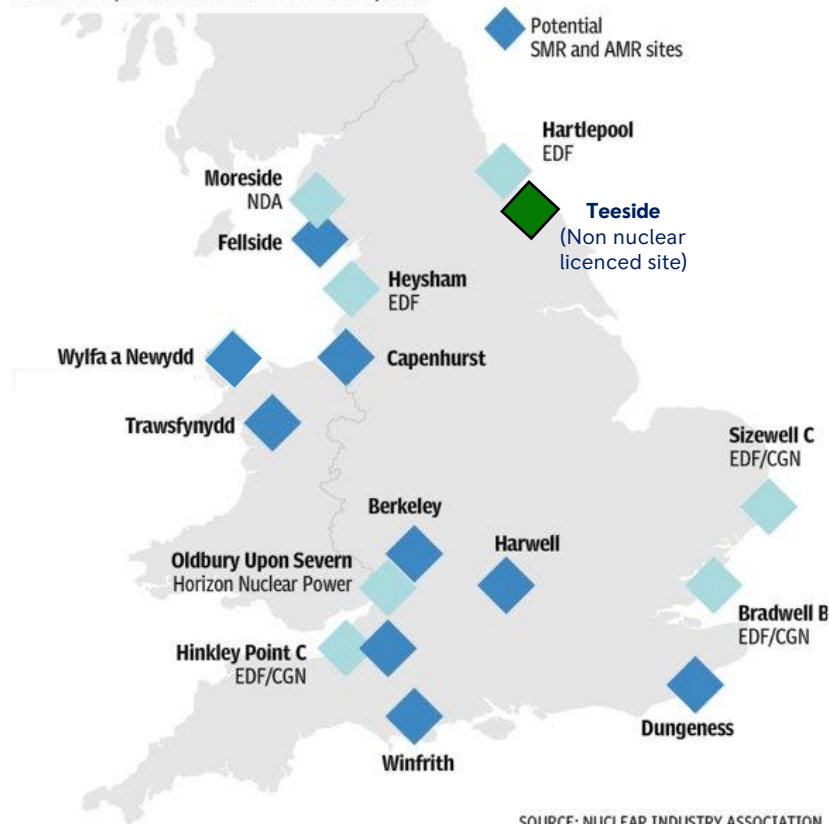 Potential
SMR and AMR sites
Hartlepool
EDF
Moreside
NDA
Teeside
(Non nuclear
licenced site)
Fellside
Heysham
EDF
Wylfa a Newydd
Capenhurst
Trawsfynydd
Sizewell C
EDF/CGN
Berkeley
Harwell
Oldbury Upon Severn
Horizon Nuclear Power
Bradwell B
EDF/CGN
Hinkley Point C
EDF/CGN
Dungeness
Winfrith
SOURCE: NUCLEAR INDUSTRY ASSOCIATION